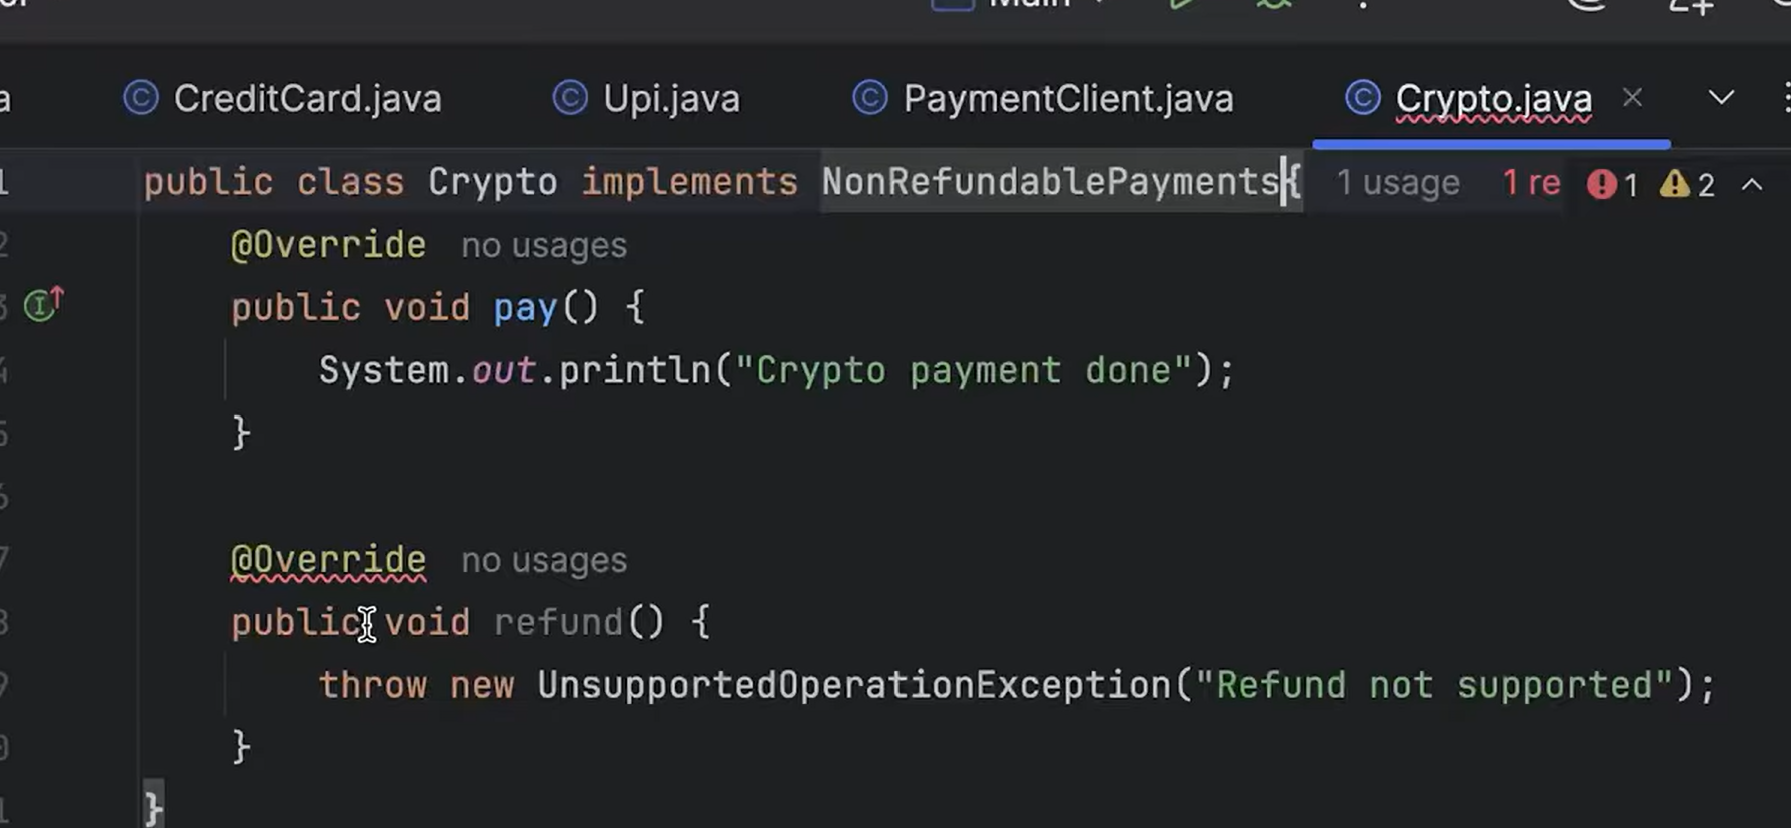 Main
CreditCard.java Upi.java PaymentClient.java Crypto.java
public class Crypto implements NonRefundablePayments{ 1 usage 1 re 1 2
@Override no usages
public void pay() {
System.out.println("Crypto payment done");
}
@Override no usages
public void refund() {
throw new UnsupportedOperationException("Refund not supported");
}
}